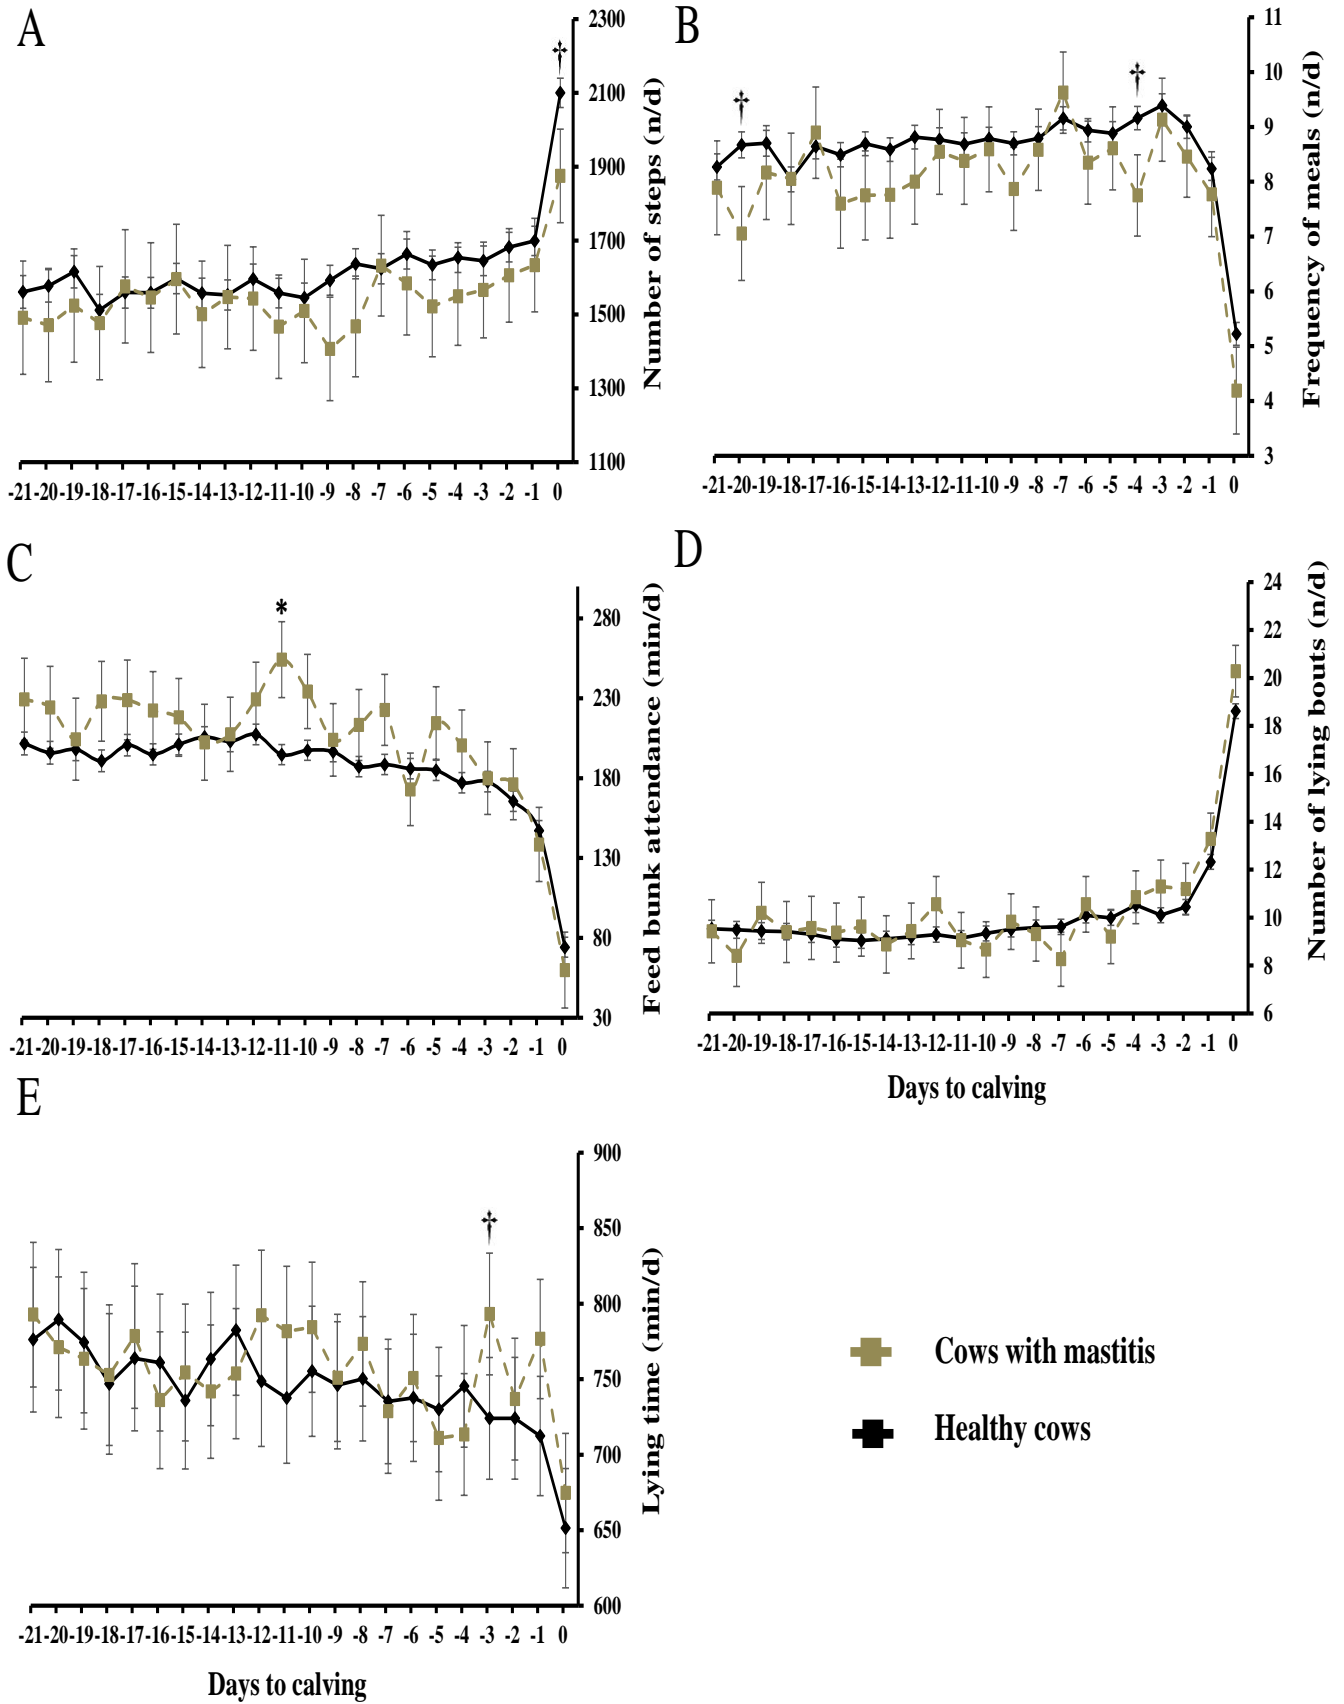 A
†
2300
2100
1900
1700
1500
1300
1100
Number of steps (n/d)
-21 -20 -19 -18 -17 -16 -15 -14 -13 -12 -11 -10 -9 -8 -7 -6 -5 -4 -3 -2 -1 0
B
†
†
11
10
9
8
7
6
5
4
3
Frequency of meals (n/d)
-21 -20 -19 -18 -17 -16 -15 -14 -13 -12 -11 -10 -9 -8 -7 -6 -5 -4 -3 -2 -1 0
C
*
280
230
180
130
80
30
Feed bunk attendance (min/d)
-21 -20 -19 -18 -17 -16 -15 -14 -13 -12 -11 -10 -9 -8 -7 -6 -5 -4 -3 -2 -1 0
D
24
22
20
18
16
14
12
10
8
6
Number of lying bouts (n/d)
-21 -20 -19 -18 -17 -16 -15 -14 -13 -12 -11 -10 -9 -8 -7 -6 -5 -4 -3 -2 -1 0
Days to calving
E
†
900
850
800
750
700
650
600
Lying time (min/d)
-21 -20 -19 -18 -17 -16 -15 -14 -13 -12 -11 -10 -9 -8 -7 -6 -5 -4 -3 -2 -1 0
Days to calving
Cows with mastitis
Healthy cows